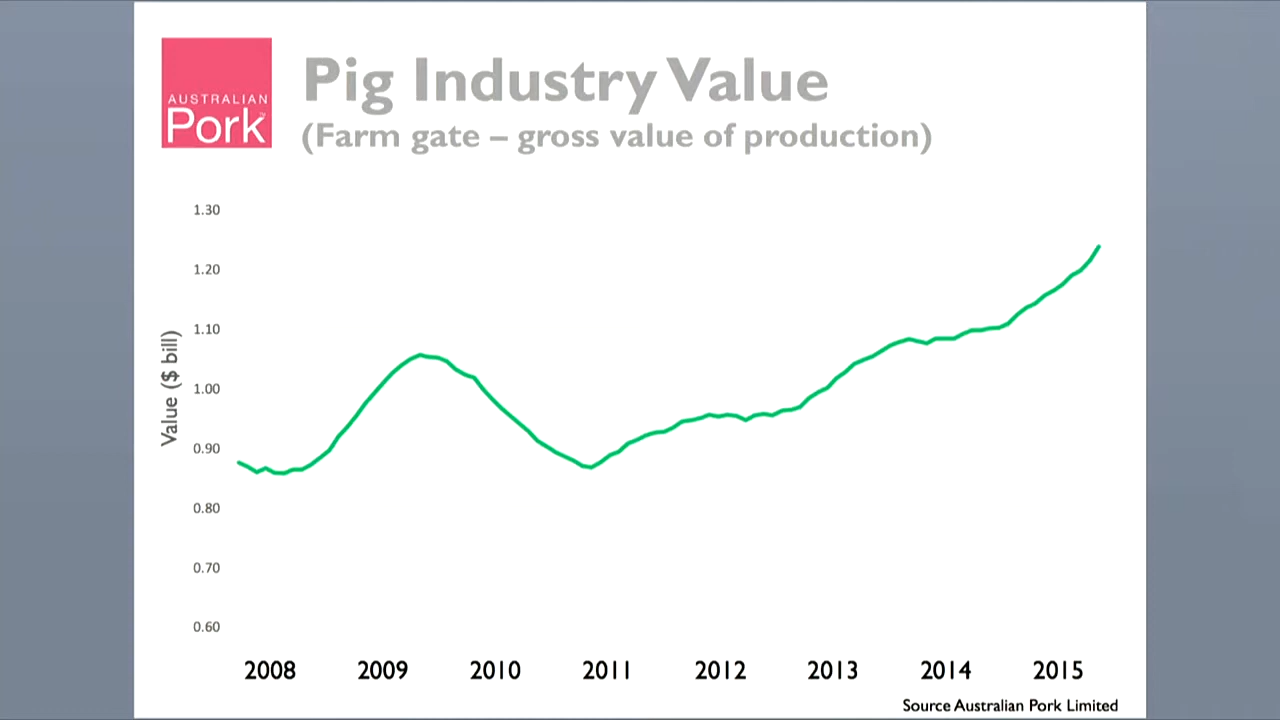 AUSTRALIAN
Pork
Pig Industry Value
(Farm gate – gross value of production)
1.30
1.20
1.10
1.00
0.90
0.80
0.70
0.60
Value ($ bill)
2008 2009 2010 2011 2012 2013 2014 2015
Source Australian Pork Limited